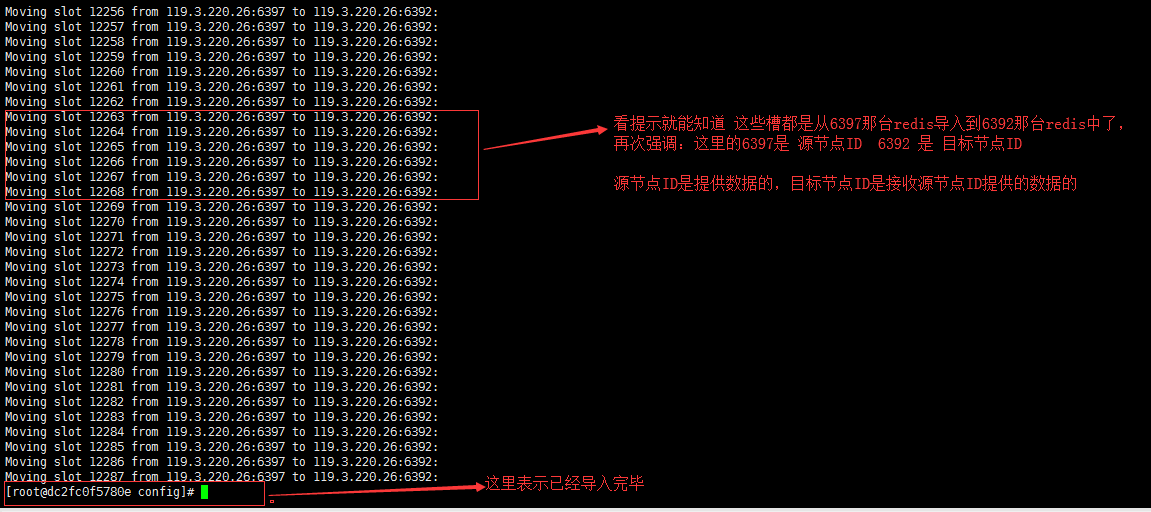 Moving slot 12256 from 119.3.220.26:6397 to 119.3.220.26:6392:
Moving slot 12257 from 119.3.220.26:6397 to 119.3.220.26:6392:
Moving slot 12258 from 119.3.220.26:6397 to 119.3.220.26:6392:
Moving slot 12259 from 119.3.220.26:6397 to 119.3.220.26:6392:
Moving slot 12260 from 119.3.220.26:6397 to 119.3.220.26:6392:
Moving slot 12261 from 119.3.220.26:6397 to 119.3.220.26:6392:
Moving slot 12262 from 119.3.220.26:6397 to 119.3.220.26:6392:
Moving slot 12263 from 119.3.220.26:6397 to 119.3.220.26:6392:
Moving slot 12264 from 119.3.220.26:6397 to 119.3.220.26:6392:
Moving slot 12265 from 119.3.220.26:6397 to 119.3.220.26:6392:
Moving slot 12266 from 119.3.220.26:6397 to 119.3.220.26:6392:
Moving slot 12267 from 119.3.220.26:6397 to 119.3.220.26:6392:
Moving slot 12268 from 119.3.220.26:6397 to 119.3.220.26:6392:
看提示就能知道 这些槽都是从6397那台redis导入到6392那台redis中了，
再次强调：这里的6397是 源节点ID 6392 是 目标节点ID
源节点ID是提供数据的，目标节点ID是接收源节点ID提供的数据的
Moving slot 12269 from 119.3.220.26:6397 to 119.3.220.26:6392:
Moving slot 12270 from 119.3.220.26:6397 to 119.3.220.26:6392:
Moving slot 12271 from 119.3.220.26:6397 to 119.3.220.26:6392:
Moving slot 12272 from 119.3.220.26:6397 to 119.3.220.26:6392:
Moving slot 12273 from 119.3.220.26:6397 to 119.3.220.26:6392:
Moving slot 12274 from 119.3.220.26:6397 to 119.3.220.26:6392:
Moving slot 12275 from 119.3.220.26:6397 to 119.3.220.26:6392:
Moving slot 12276 from 119.3.220.26:6397 to 119.3.220.26:6392:
Moving slot 12277 from 119.3.220.26:6397 to 119.3.220.26:6392:
Moving slot 12278 from 119.3.220.26:6397 to 119.3.220.26:6392:
Moving slot 12279 from 119.3.220.26:6397 to 119.3.220.26:6392:
Moving slot 12280 from 119.3.220.26:6397 to 119.3.220.26:6392:
Moving slot 12281 from 119.3.220.26:6397 to 119.3.220.26:6392:
Moving slot 12282 from 119.3.220.26:6397 to 119.3.220.26:6392:
Moving slot 12283 from 119.3.220.26:6397 to 119.3.220.26:6392:
Moving slot 12284 from 119.3.220.26:6397 to 119.3.220.26:6392:
Moving slot 12285 from 119.3.220.26:6397 to 119.3.220.26:6392:
Moving slot 12286 from 119.3.220.26:6397 to 119.3.220.26:6392:
Moving slot 12287 from 119.3.220.26:6397 to 119.3.220.26:6392:
[root@dc2fc0f5780e config]#
这里表示已经导入完毕